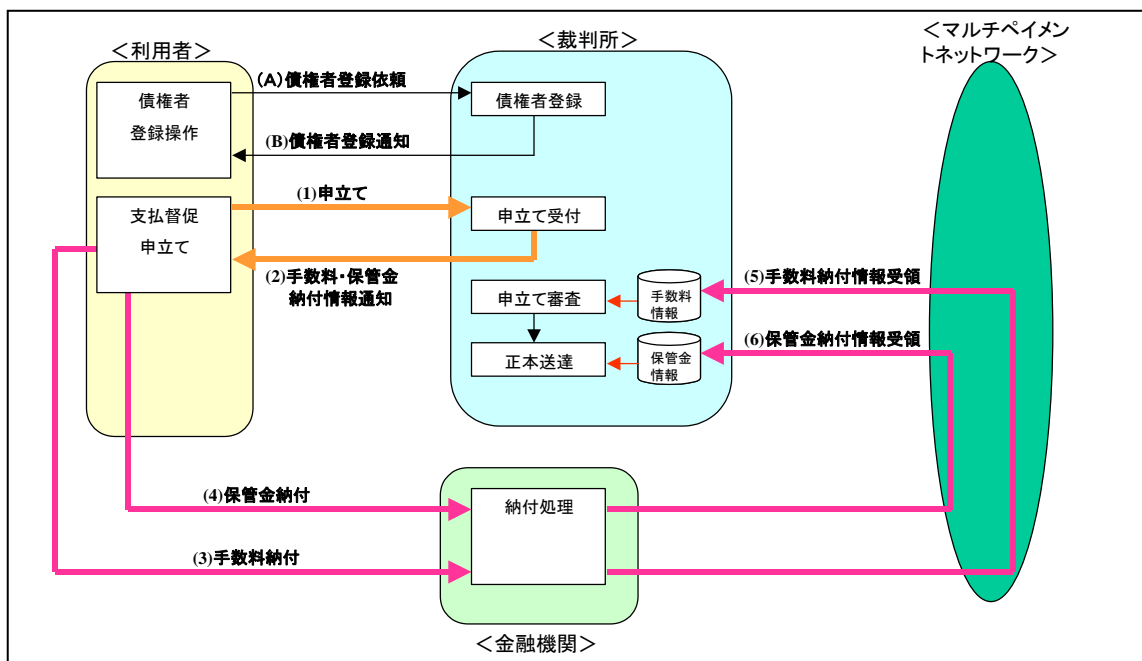 ＜利用者＞
債権者
登録操作
支払督促
申立て
(A)債権者登録依頼
(B)債権者登録通知
(1)申立て
(2)手数料・保管金
納付情報通知
＜裁判所＞
債権者登録
申立て受付
申立て審査
正本送達
手数料
情報
保管金
情報
＜マルチペイメン
トネットワーク＞
(5)手数料納付情報受領
(6)保管金納付情報受領
(4)保管金納付
(3)手数料納付
納付処理
＜金融機関＞